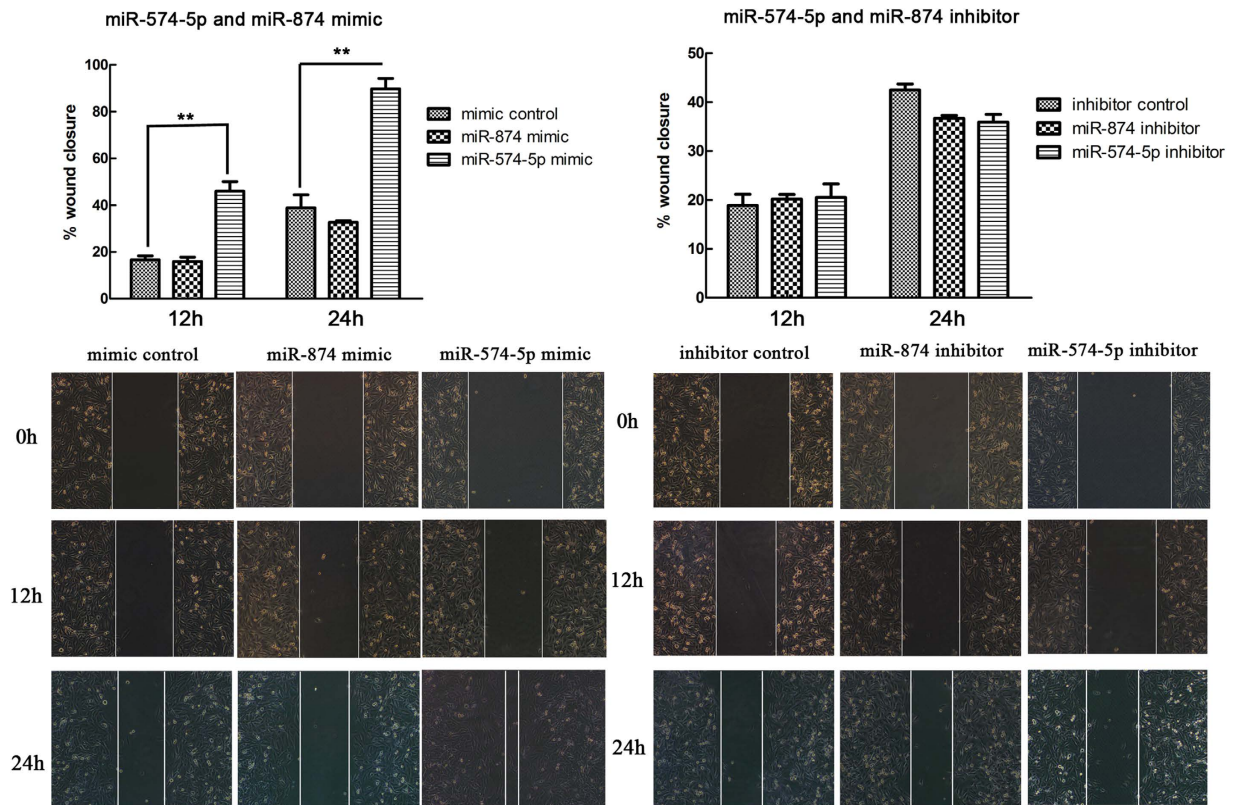 miR-574-5p and miR-874 mimic
% wound closure
100
80
60
40
20
0
**
**
12h
24h
mimic control
miR-874 mimic
miR-574-5p mimic
miR-574-5p and miR-874 inhibitor
% wound closure
50
40
30
20
10
0
12h
24h
inhibitor control
miR-874 inhibitor
miR-574-5p inhibitor
mimic control
miR-874 mimic
miR-574-5p mimic
0h
12h
24h
inhibitor control
miR-874 inhibitor
miR-574-5p inhibitor
0h
12h
24h